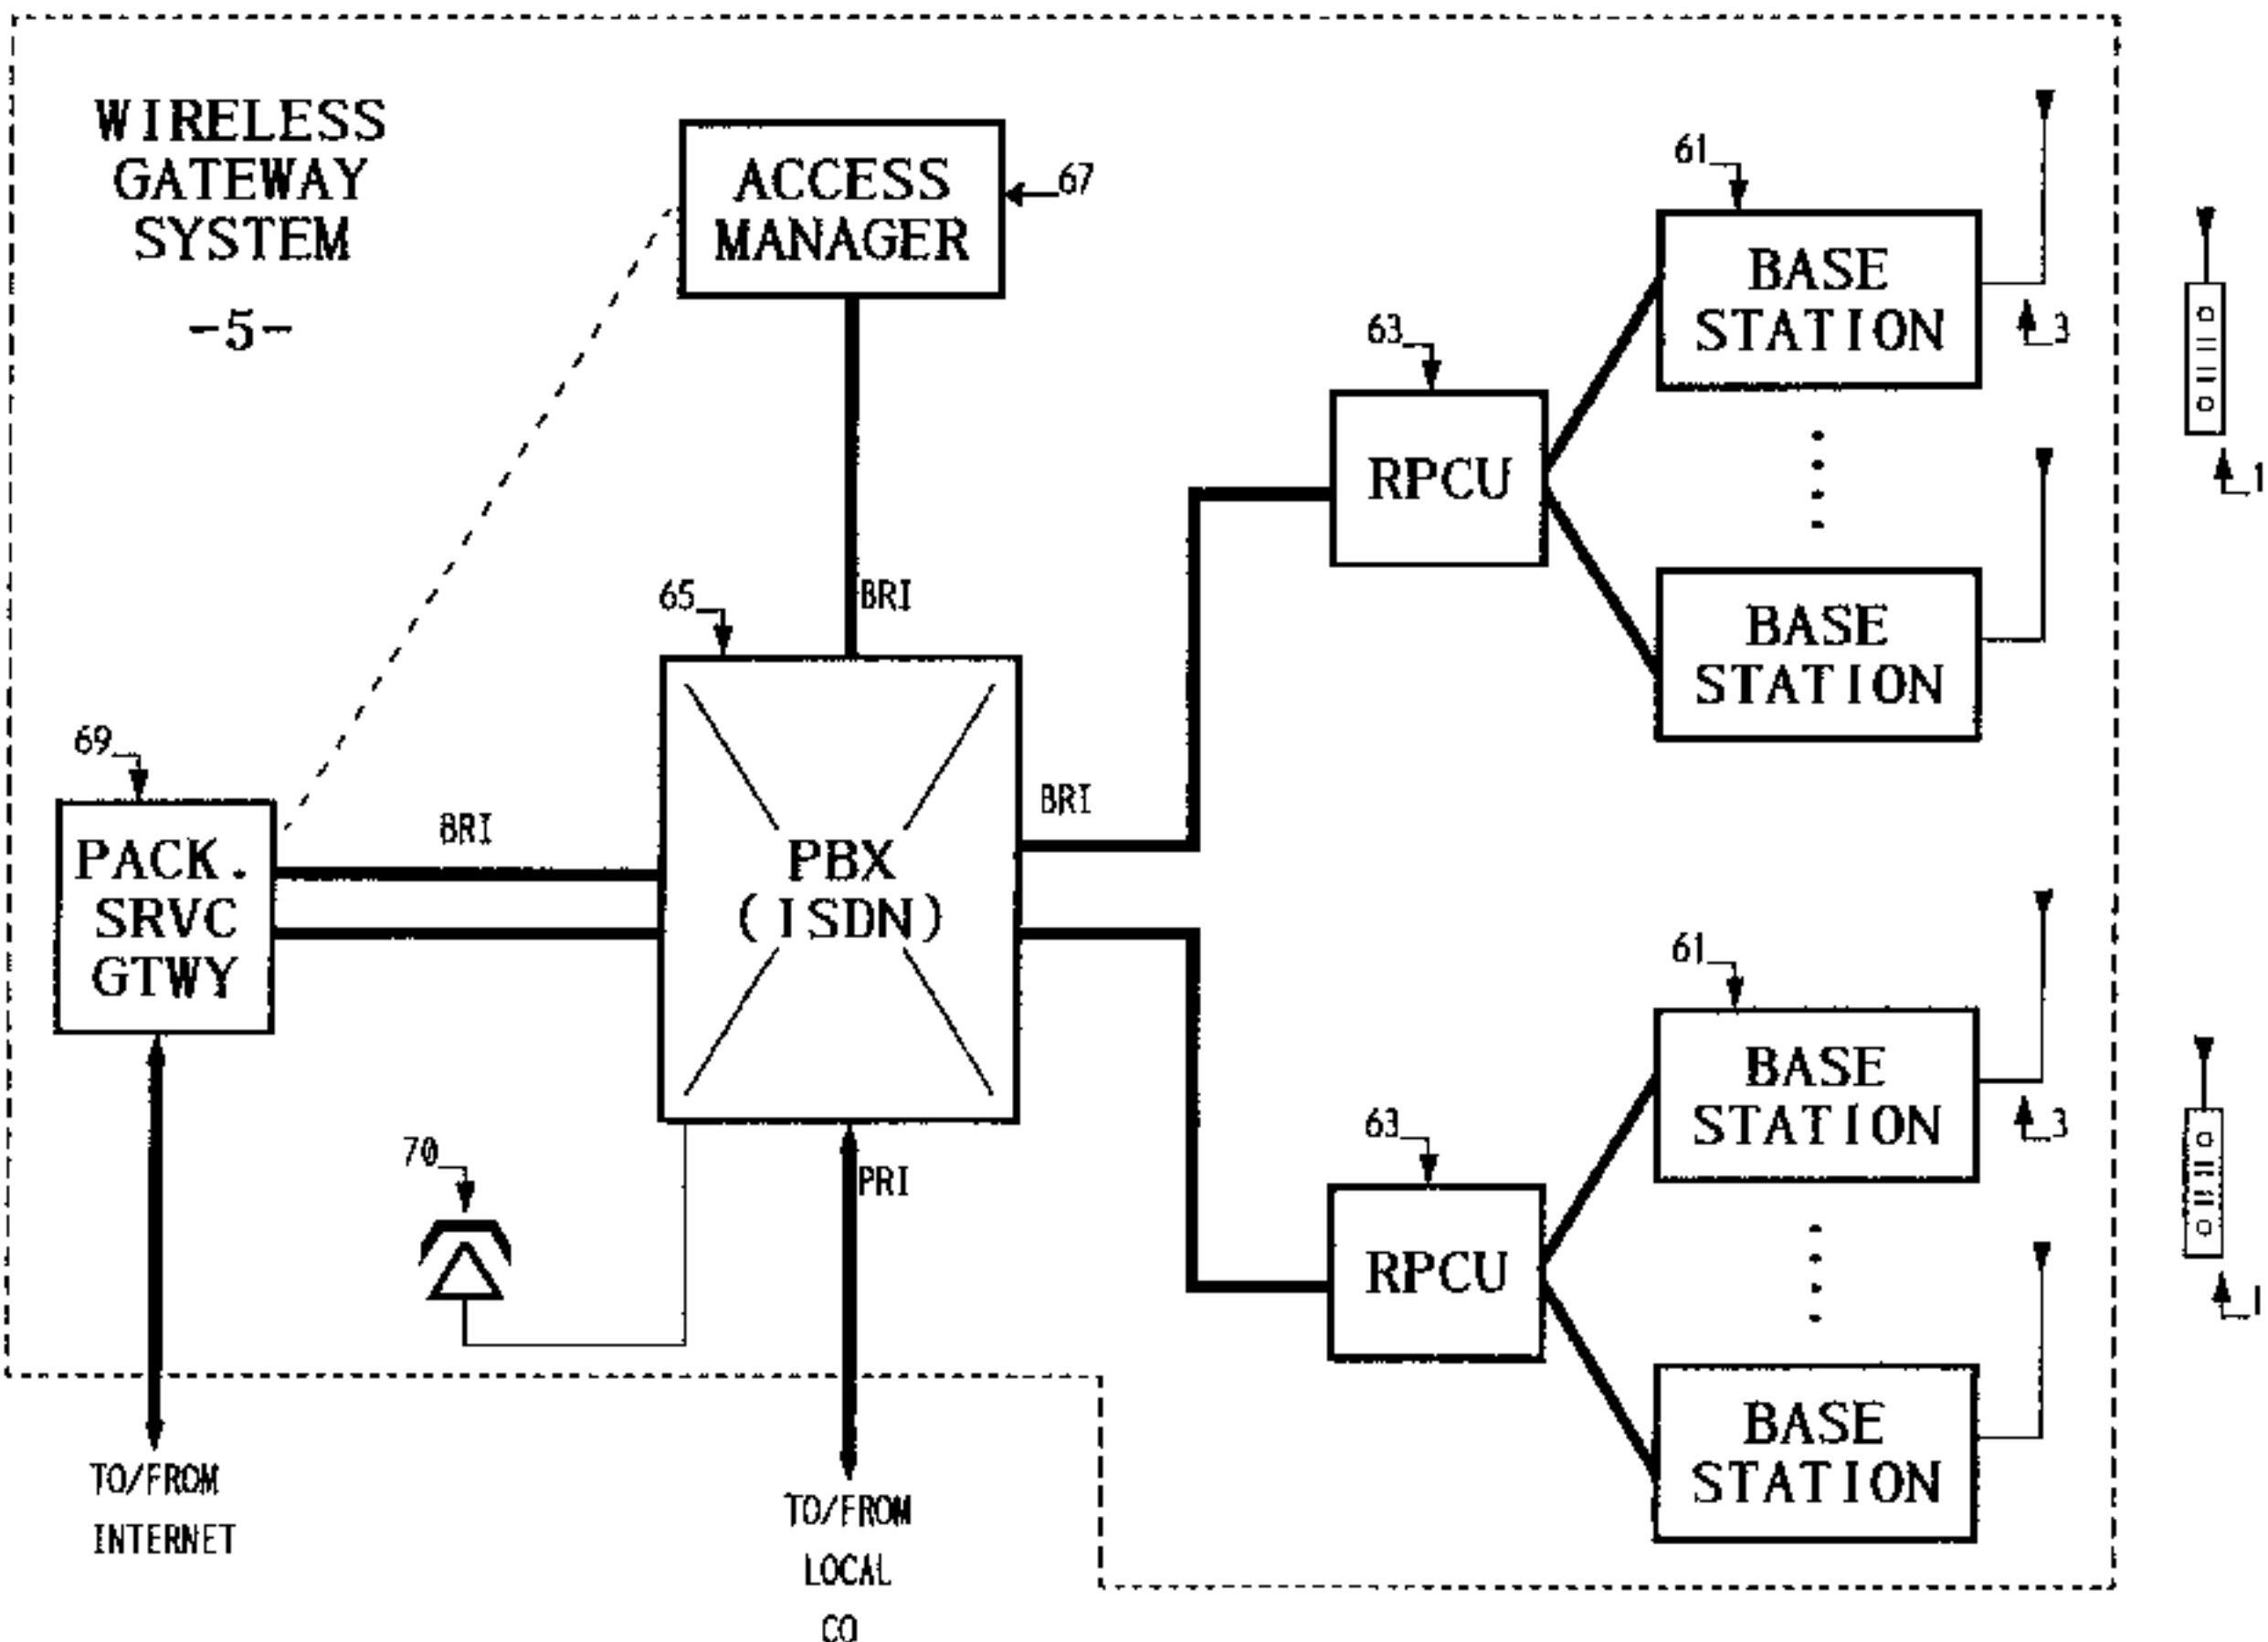 WIRELESS
GATEWAY
SYSTEM
-5-
ACCESS
MANAGER
67
61
BASE
STATION
3
1
63
RPCU
BASE
STATION
65
BRI
69
PACK.
SRVC
GTWY
BRI
PBX
(ISDN)
BRI
61
BASE
STATION
3
1
63
RPCU
BASE
STATION
70
PRI
TO/FROM
INTERNET
TO/FROM
LOCAL
CO